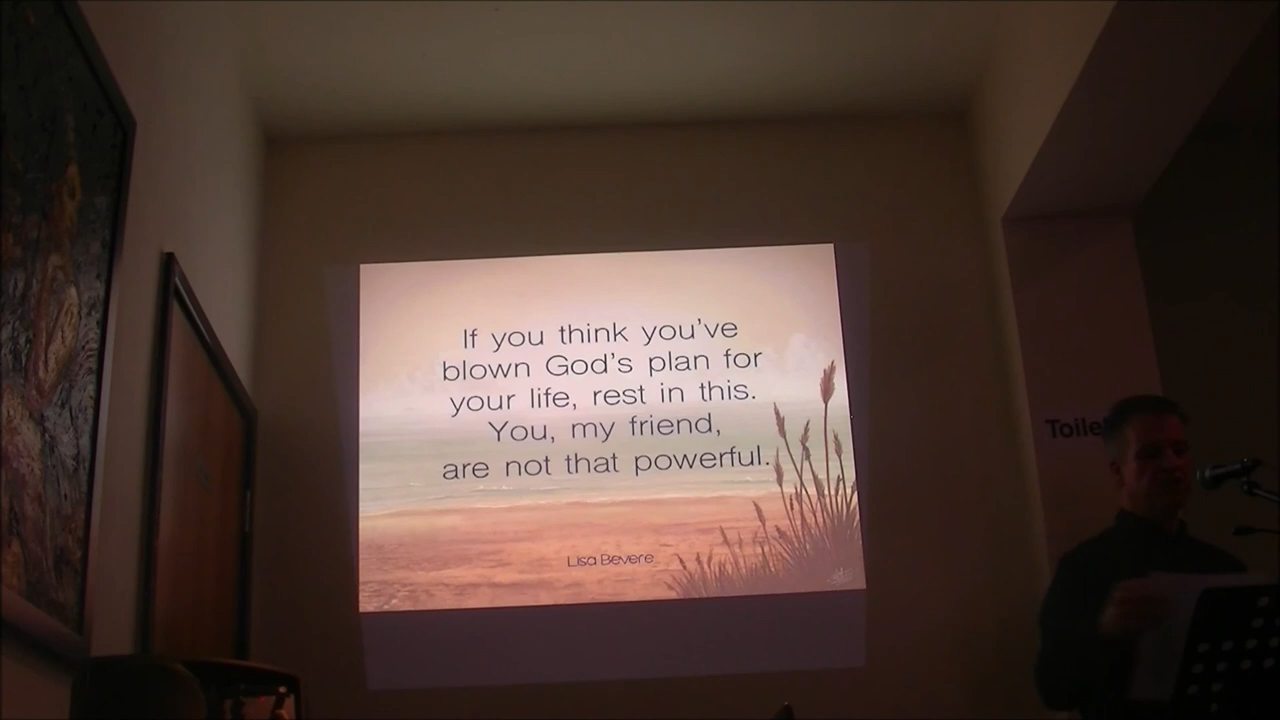 If you think you've
blown God's plan for
your life, rest in this.
You, my friend,
are not that powerful.
Lisa Bevere
Toile